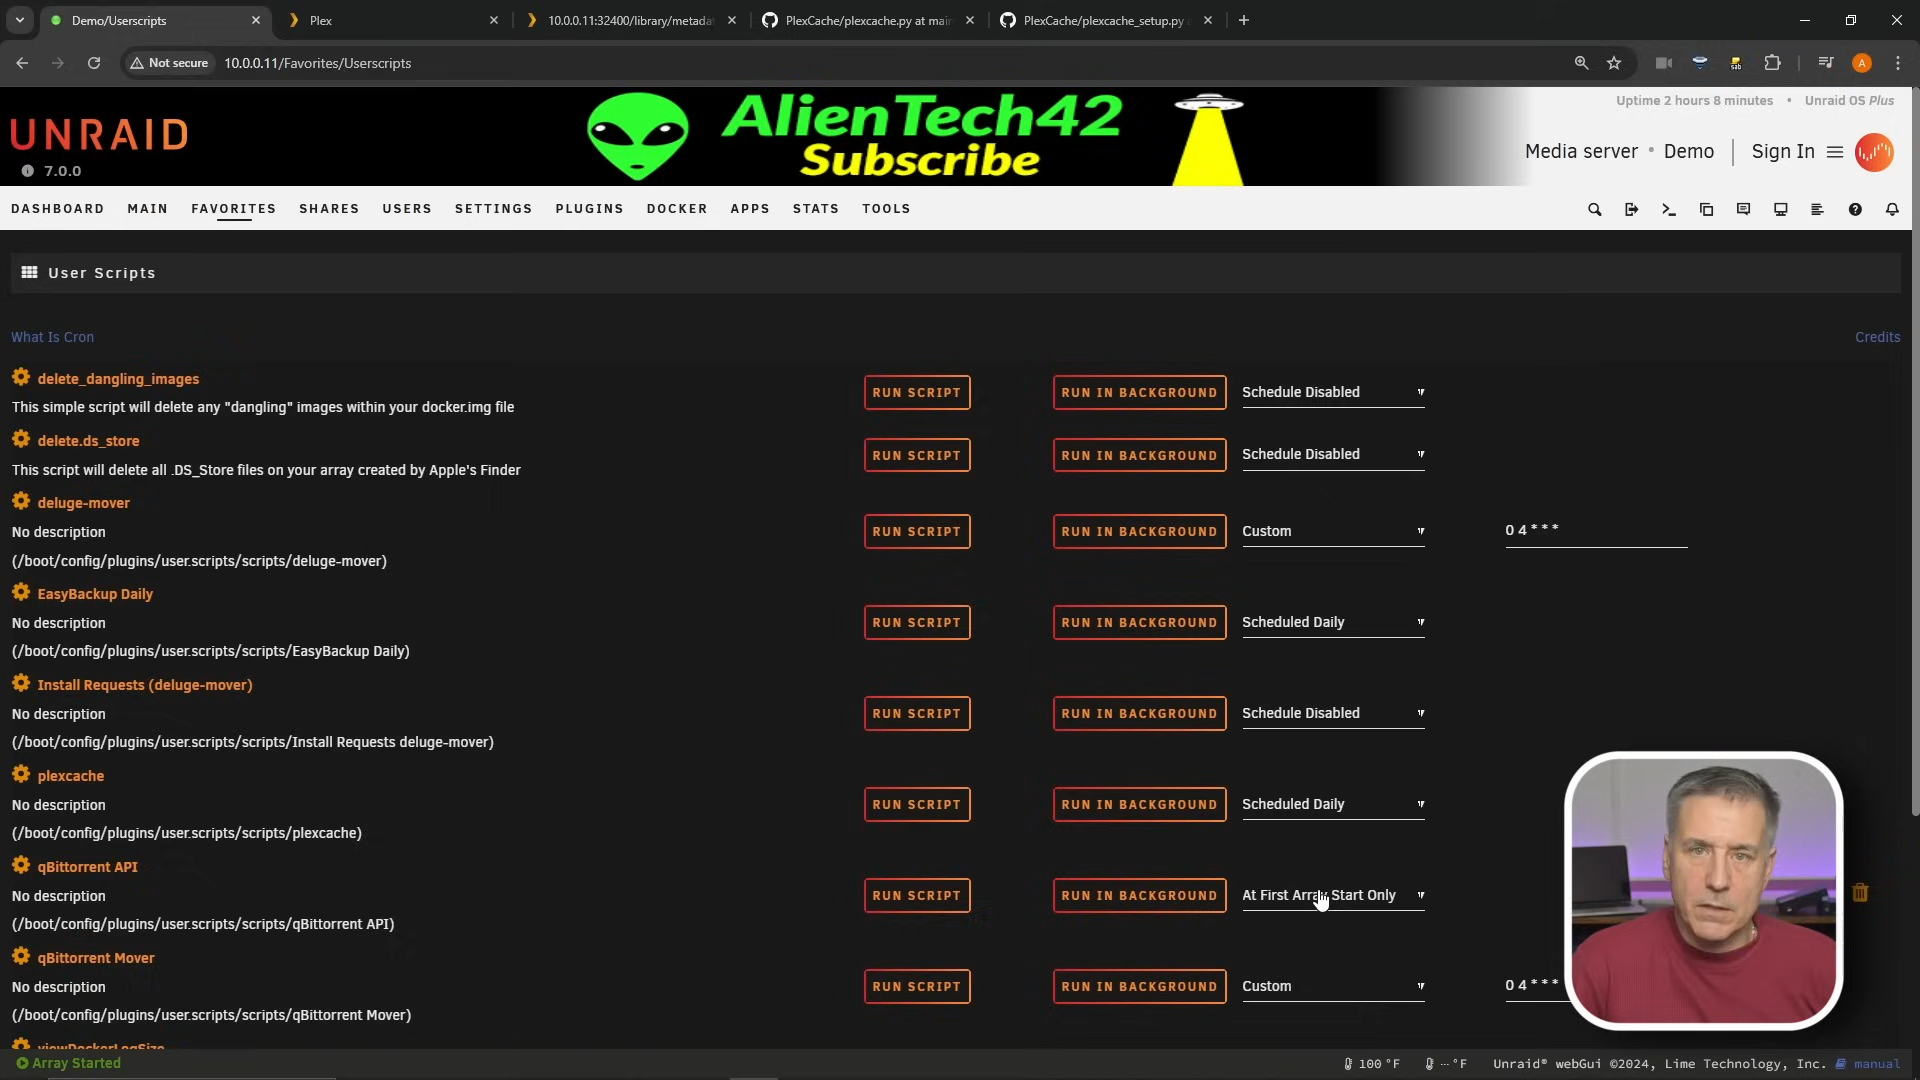 Demo/Userscripts
Plex
10.0.0.11:32400/library/metadat
PlexCache/plexcache.py at main
PlexCache/plexcache_setup.py a
Not secure
10.0.0.11/Favorites/Userscripts
Uptime 2 hours 8 minutes • Unraid OS Plus
UNRAID
7.0.0
AlienTech42
Subscribe
Media server • Demo
Sign In
DASHBOARD MAIN FAVORITES SHARES USERS SETTINGS PLUGINS DOCKER APPS STATS TOOLS
User Scripts
What Is Cron
Credits
delete_dangling_images
This simple script will delete any "dangling" images within your docker.img file
RUN SCRIPT RUN IN BACKGROUND Schedule Disabled
delete.ds_store
This script will delete all .DS_Store files on your array created by Apple's Finder
RUN SCRIPT RUN IN BACKGROUND Schedule Disabled
deluge-mover
No description
(/boot/config/plugins/user.scripts/scripts/deluge-mover)
RUN SCRIPT RUN IN BACKGROUND Custom 0 4 * * *
EasyBackup Daily
No description
(/boot/config/plugins/user.scripts/scripts/EasyBackup Daily)
RUN SCRIPT RUN IN BACKGROUND Scheduled Daily
Install Requests (deluge-mover)
No description
(/boot/config/plugins/user.scripts/scripts/Install Requests deluge-mover)
RUN SCRIPT RUN IN BACKGROUND Schedule Disabled
plexcache
No description
(/boot/config/plugins/user.scripts/scripts/plexcache)
RUN SCRIPT RUN IN BACKGROUND Scheduled Daily
qBittorrent API
No description
(/boot/config/plugins/user.scripts/scripts/qBittorrent API)
RUN SCRIPT RUN IN BACKGROUND At First Array Start Only
qBittorrent Mover
No description
(/boot/config/plugins/user.scripts/scripts/qBittorrent Mover)
RUN SCRIPT RUN IN BACKGROUND Custom 0 4 * * *
viewDockerLogSize
Array Started
100 °F
-- °F
Unraid® webGui ©2024, Lime Technology, Inc.
manual